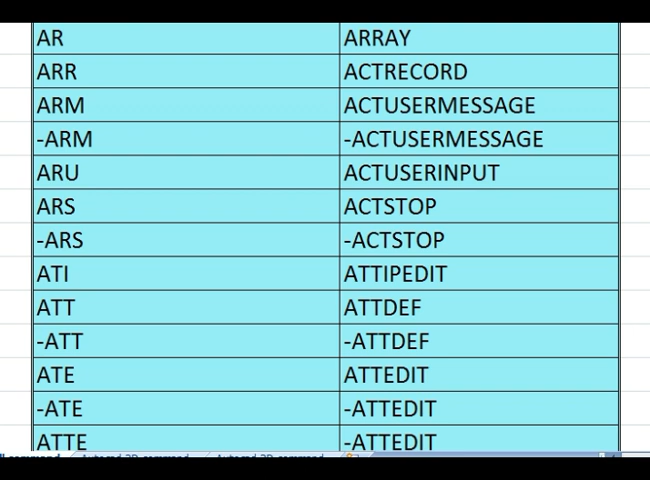 AR ARRAY
ARR ACTRECORD
ARM ACTUSERMESSAGE
-ARM -ACTUSERMESSAGE
ARU ACTUSERINPUT
ARS ACTSTOP
-ARS -ACTSTOP
ATI ATTIPEDIT
ATT ATTDEF
-ATT -ATTDEF
ATE ATTEDIT
-ATE -ATTEDIT
ATTE -ATTEDIT